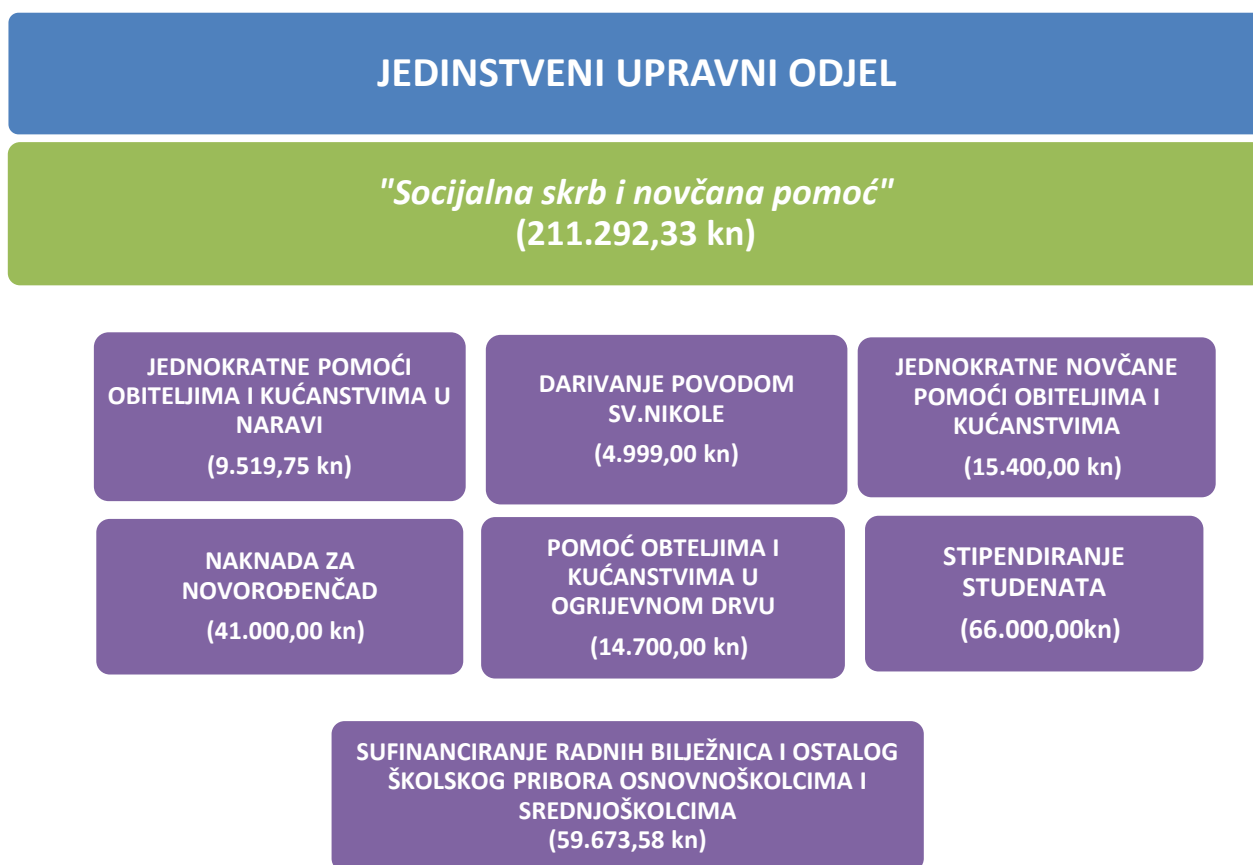 JEDINSTVENI UPRAVNI ODJEL
"Socijalna skrb i novčana pomoć"
(211.292,33 kn)
JEDNOKRATNE POMOĆI
OBITELJIMA I KUĆANSTVIMA U
NARAVI
(9.519,75 kn)
DARIVANJE POVODOM
SV.NIKOLE
(4.999,00 kn)
JEDNOKRATNE NOVČANE
POMOĆI OBITELJIMA I
KUĆANSTVIMA
(15.400,00 kn)
NAKNADA ZA
NOVOROĐENČAD
(41.000,00 kn)
POMOĆ OBTELJIMA I
KUĆANSTVIMA U
OGRIJEVNOM DRVU
(14.700,00 kn)
STIPENDIRANJE
STUDENATA
(66.000,00kn)
SUFINANCIRANJE RADNIH BILJEŽNICA I OSTALOG
ŠKOLSKOG PRIBORA OSNOVNOŠKOLCIMA I
SREDNJOŠKOLCIMA
(59.673,58 kn)